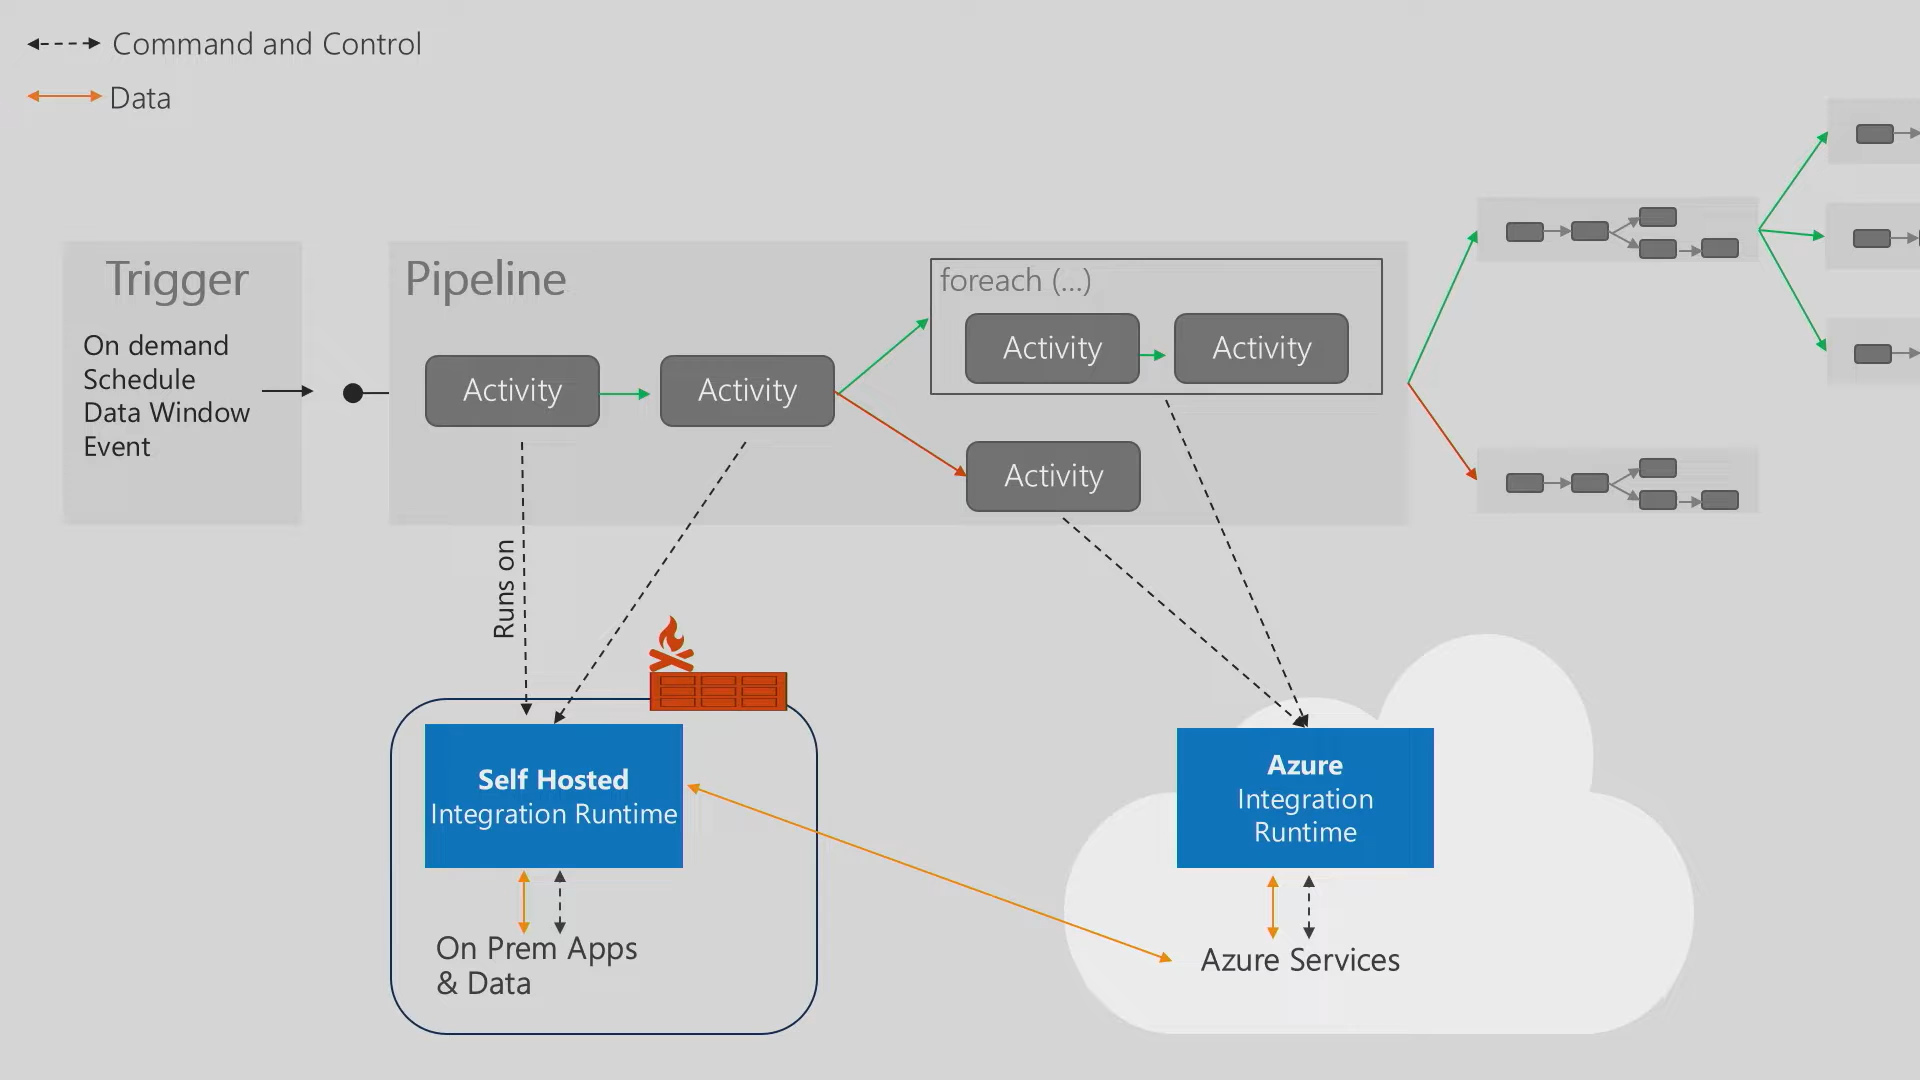 Command and Control
Data
Trigger
On demand
Schedule
Data Window
Event
Pipeline
foreach (...)
Activity
Activity
Activity
Activity
Activity
Runs on
Self Hosted
Integration Runtime
On Prem Apps
& Data
Azure
Integration
Runtime
Azure Services